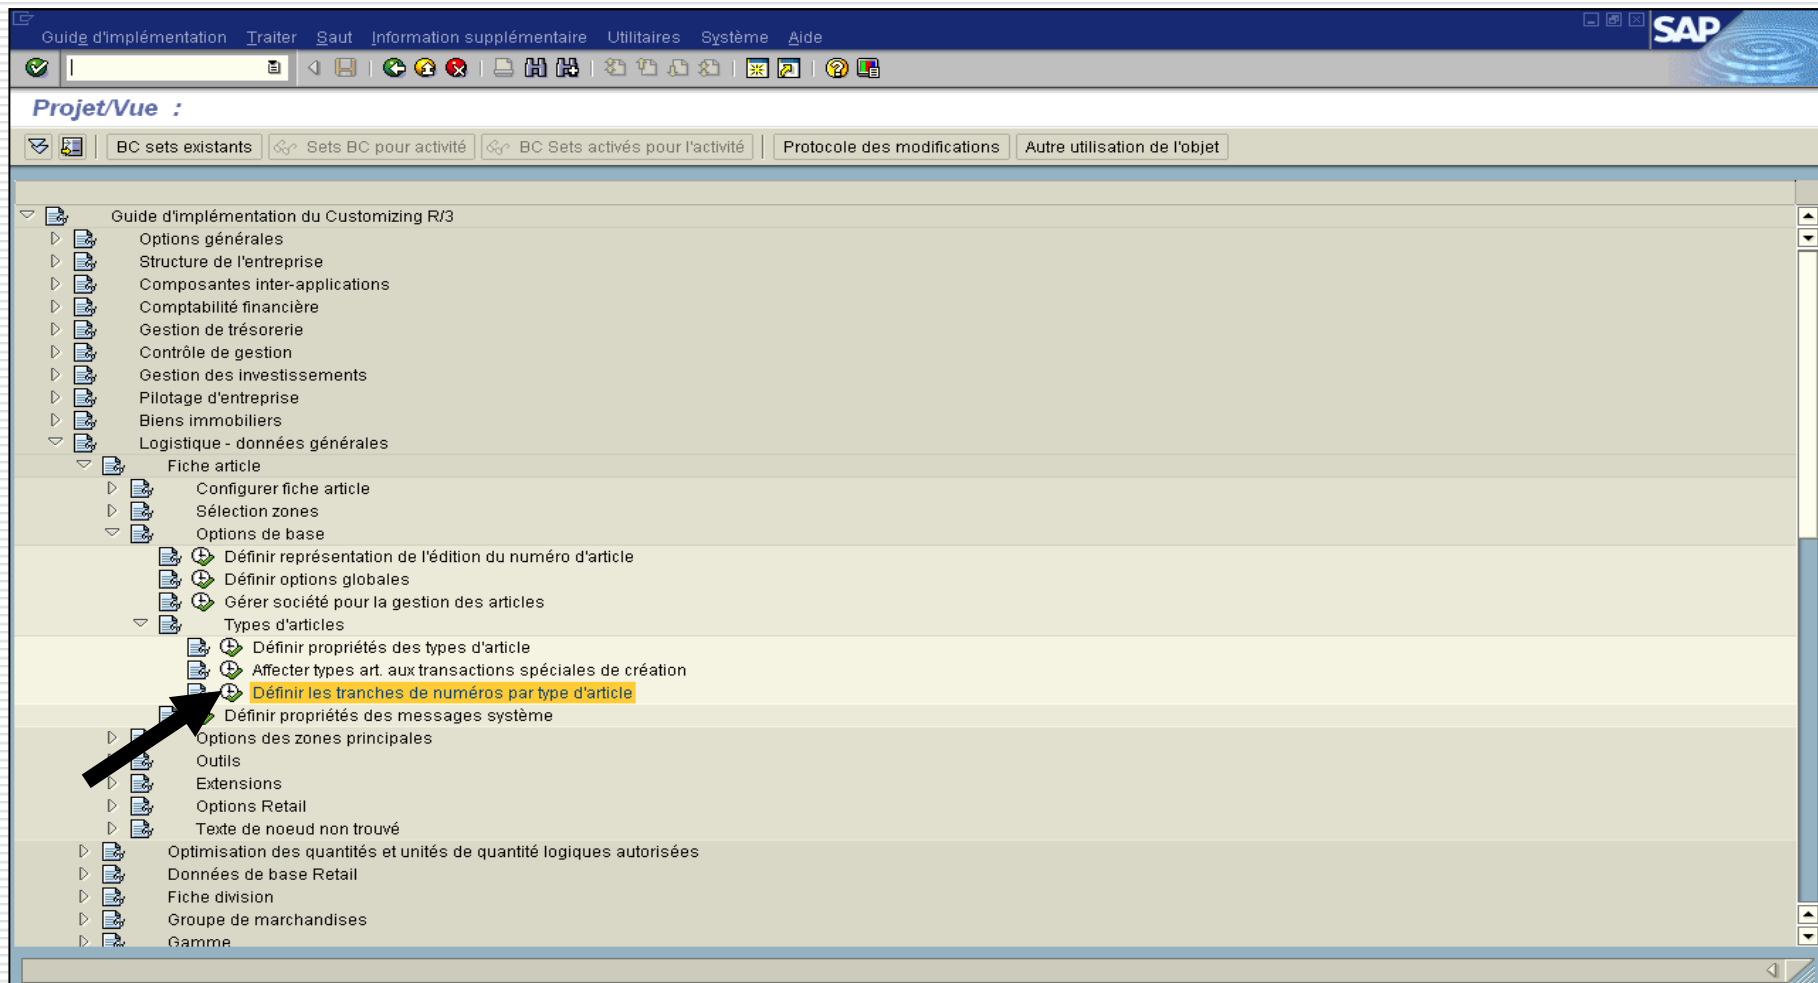 Guide d'implémentation Traiter Saut Information supplémentaire Utilitaires Système Aide
SAP
Projet/Vue :
BC sets existants Sets BC pour activité BC Sets activés pour l'activité Protocole des modifications Autre utilisation de l'objet
Guide d'implémentation du Customizing R/3
Options générales
Structure de l'entreprise
Composantes inter-applications
Comptabilité financière
Gestion de trésorerie
Contrôle de gestion
Gestion des investissements
Pilotage d'entreprise
Biens immobiliers
Logistique - données générales
Fiche article
Configurer fiche article
Sélection zones
Options de base
Définir représentation de l'édition du numéro d'article
Définir options globales
Gérer société pour la gestion des articles
Types d'articles
Définir propriétés des types d'article
Affecter types art. aux transactions spéciales de création
Définir les tranches de numéros par type d'article
Définir propriétés des messages système
Options des zones principales
Outils
Extensions
Options Retail
Texte de noeud non trouvé
Optimisation des quantités et unités de quantité logiques autorisées
Données de base Retail
Fiche division
Groupe de marchandises
Gamme